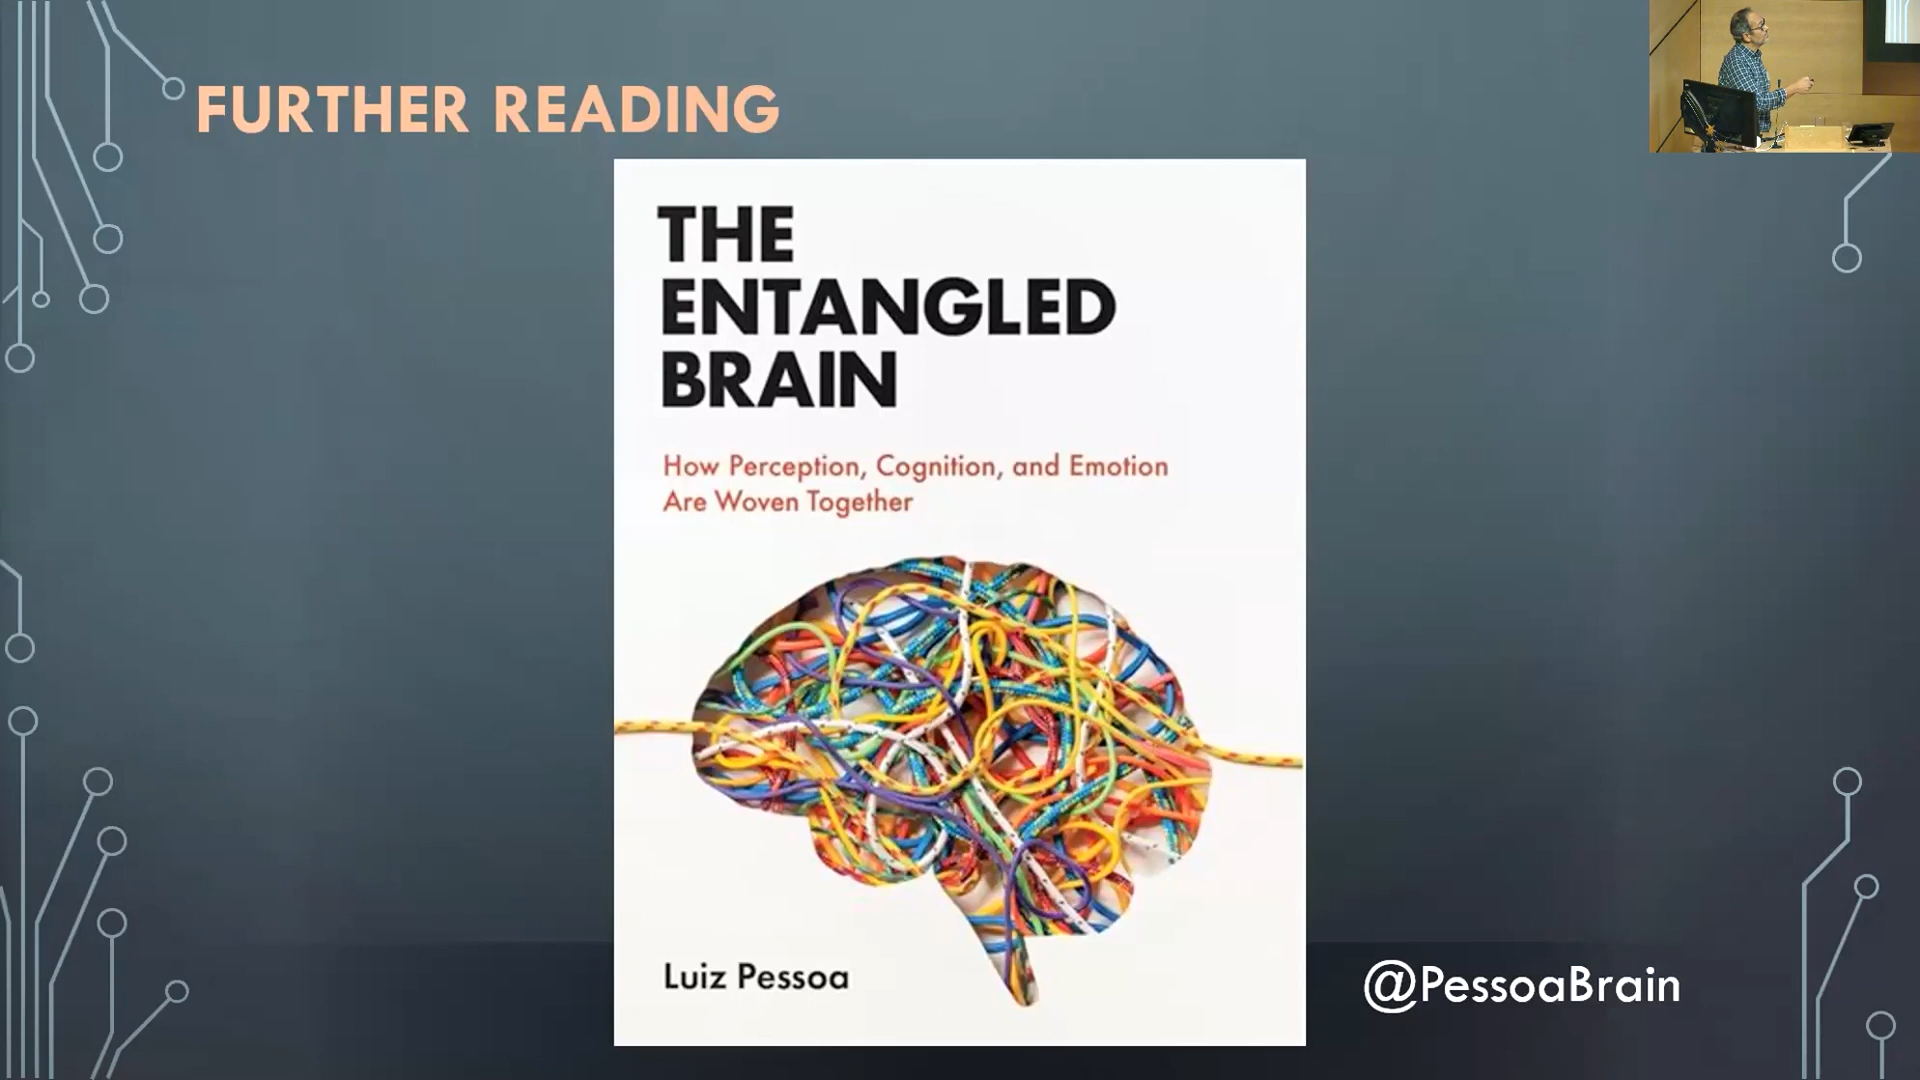 FURTHER READING
THE
ENTANGLED
BRAIN
How Perception, Cognition, and Emotion
Are Woven Together
Luiz Pessoa
@PessoaBrain